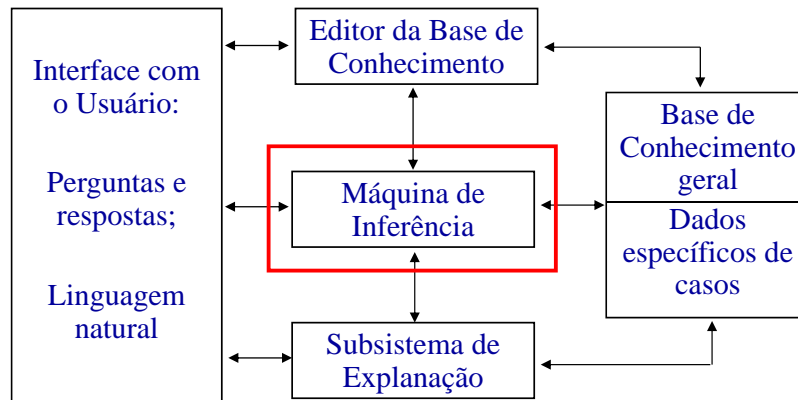 Interface com
o Usuário:
Perguntas e
respostas;
Linguagem
natural
Editor da Base de
Conhecimento
Máquina de
Inferência
Subsistema de
Explanação
Base de
Conhecimento
geral
Dados
específicos de
casos